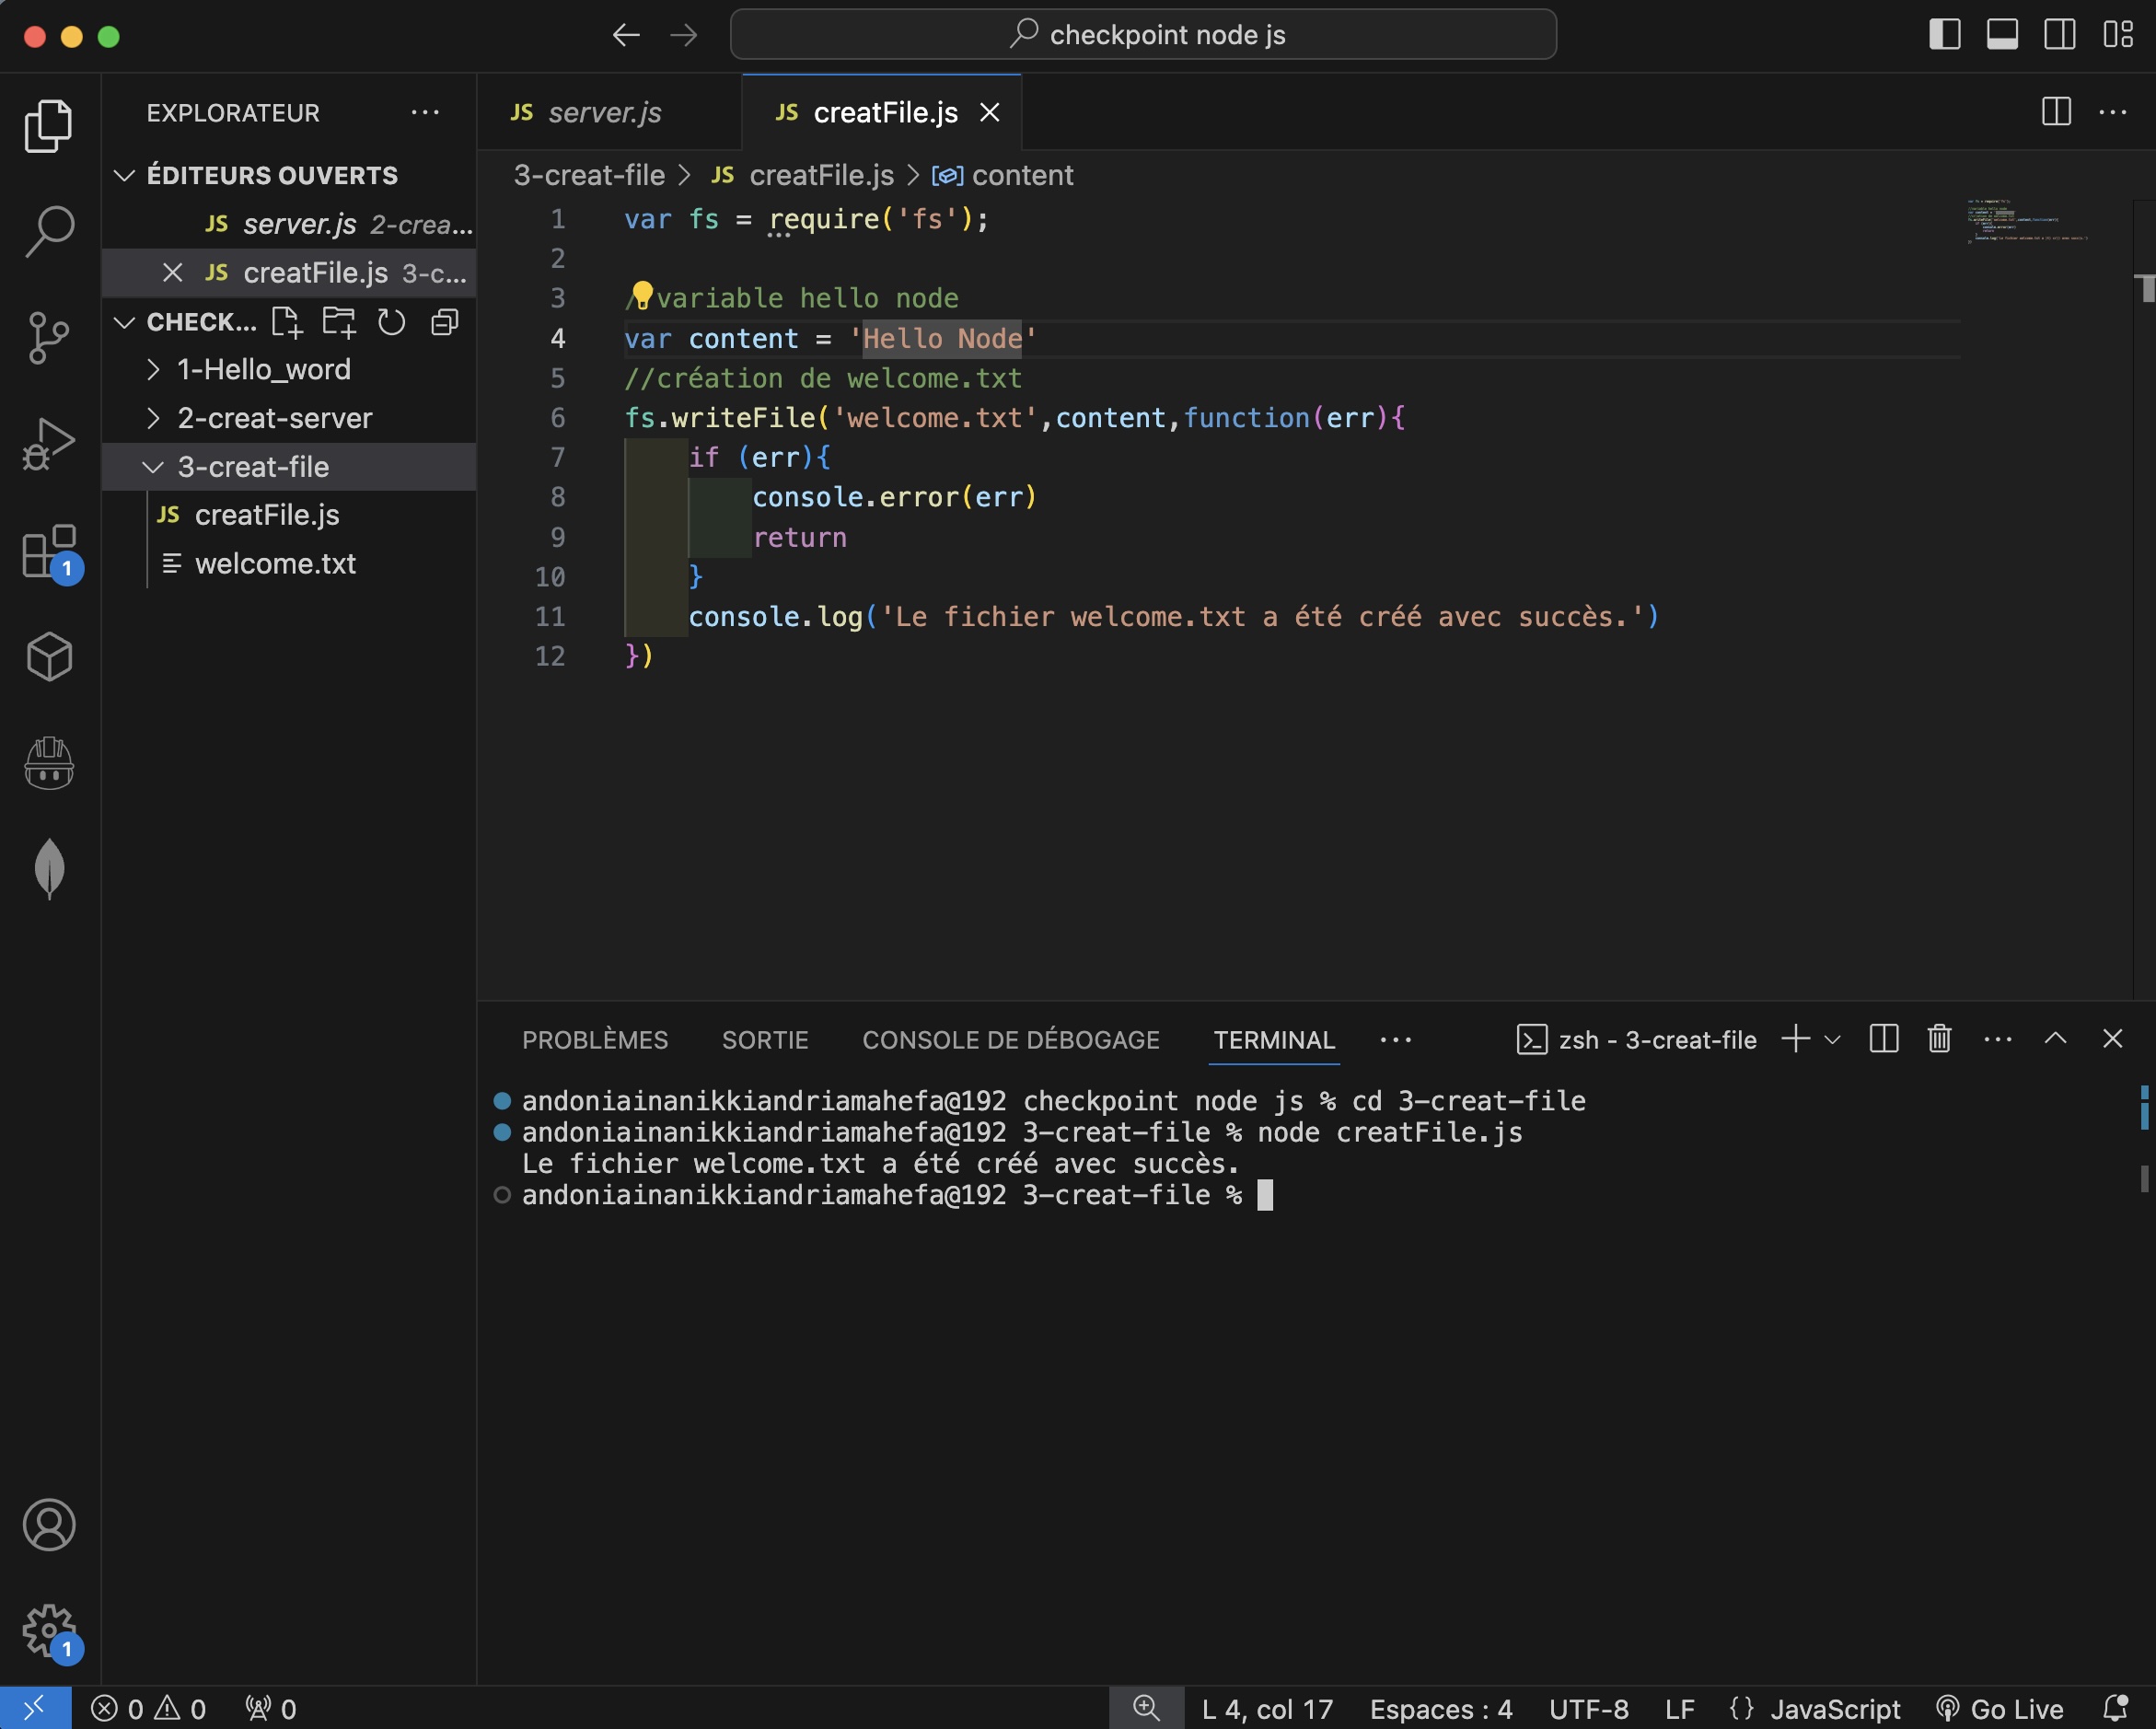 checkpoint node js
EXPLORATEUR
ÉDITEURS OUVERTS
JS server.js 2-crea...
JS creatFile.js 3-c...
CHECK...
1-Hello_word
2-creat-server
3-creat-file
JS creatFile.js
welcome.txt
1
1
JS server.js
JS creatFile.js
3-creat-file > JS creatFile.js > content
1 var fs = require('fs');
2
3 //variable hello node
4 var content = 'Hello Node'
5 //création de welcome.txt
6 fs.writeFile('welcome.txt',content,function(err){
7 if (err){
8 console.error(err)
9 return
10 }
11 console.log('Le fichier welcome.txt a été créé avec succès.')
12 })
PROBLÈMES SORTIE CONSOLE DE DÉBOGAGE TERMINAL ... zsh - 3-creat-file
andoniainanikkiandriamahefa@192 checkpoint node js % cd 3-creat-file
andoniainanikkiandriamahefa@192 3-creat-file % node creatFile.js
Le fichier welcome.txt a été créé avec succès.
andoniainanikkiandriamahefa@192 3-creat-file %
0 0 0 L 4, col 17 Espaces : 4 UTF-8 LF {} JavaScript Go Live